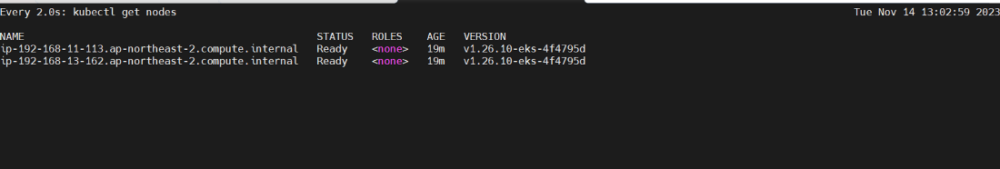 Every 2.0s: kubectl get nodes Tue Nov 14 13:02:59 2023
NAME STATUS ROLES AGE VERSION
ip-192-168-11-113.ap-northeast-2.compute.internal Ready <none> 19m v1.26.10-eks-4f4795d
ip-192-168-13-162.ap-northeast-2.compute.internal Ready <none> 19m v1.26.10-eks-4f4795d